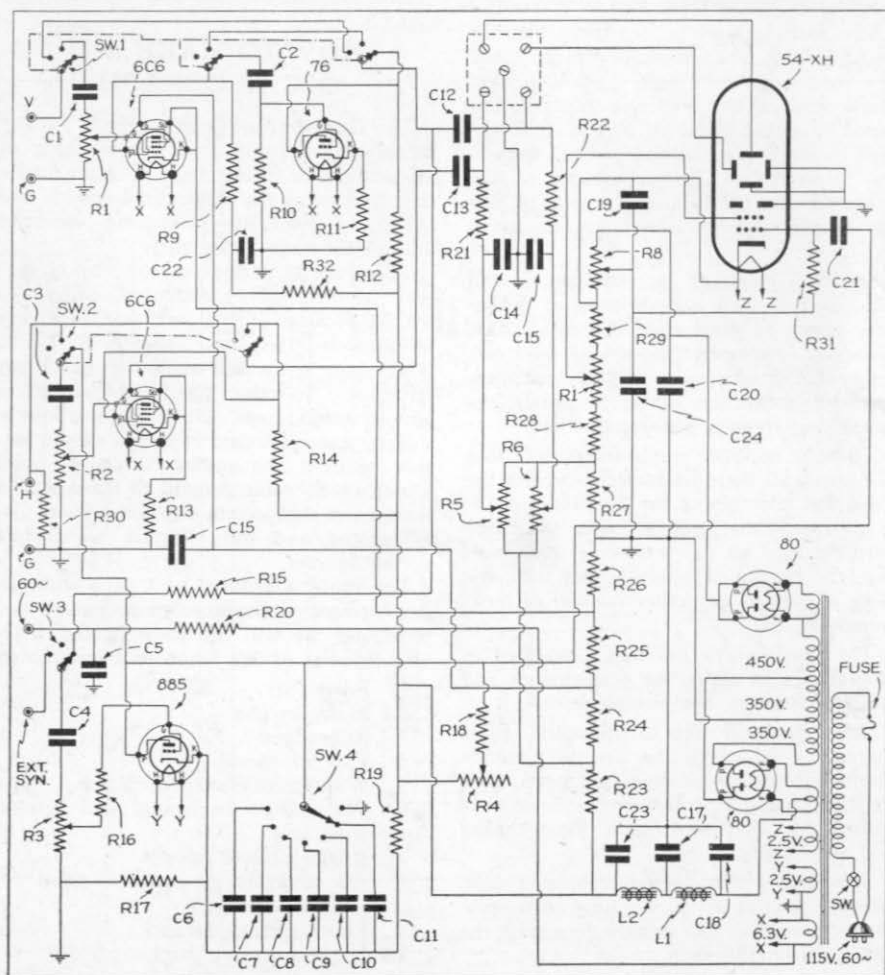 SW.1
C2
76
6C6
54-XH
V
C1
C12
R22
G
R1
X X
X X
C13
C19
R9
R10
R11
R8
C21
C22
R12
R21
R32
C14
C15
Z Z
R31
C3
SW.2
6C6
R29
R1
C20
R28
C24
X X
R14
R6
R2
H
R5
R27
R30
R13
C15
G
R15
R26
80
60~
SW.3
R20
R25
450V.
FUSE
C5
350V.
885
R18
R24
350V.
C4
EXT.
SYN.
SW.4
R19
R4
R23
80
R3
R16
Y Y
C23
C17
Z
2.5V.
Z
R17
Y
2.5V.
Y
SW.
C6
C11
L2
L1
C18
X
6.3V.
X
C7
C8
C9
C10
115V, 60~